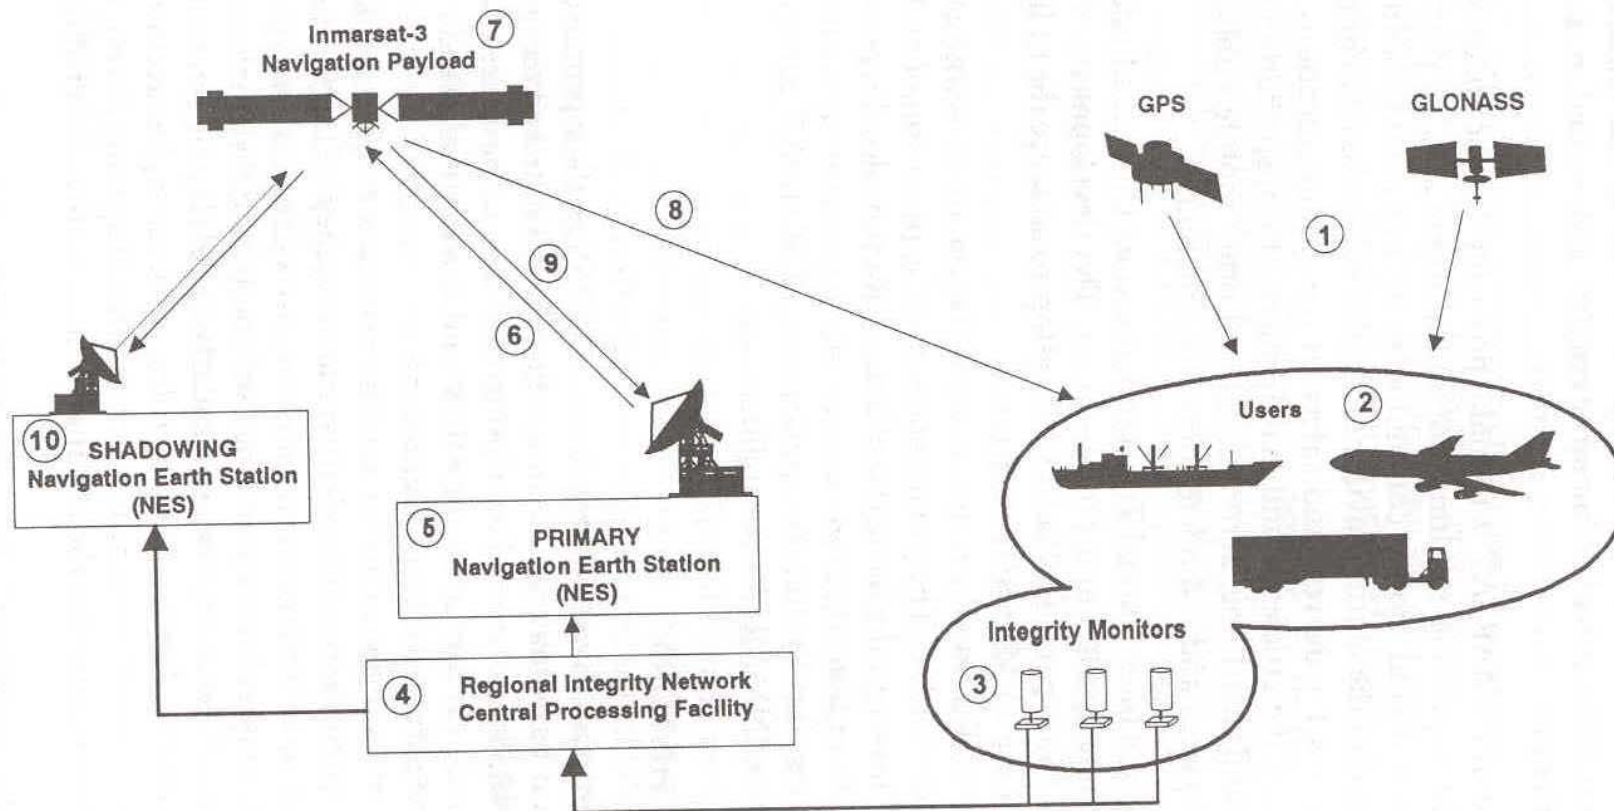 Inmarsat-3
Navigation Payload
7
GPS
GLONASS
8
1
9
6
2
Users
10
SHADOWING
Navigation Earth Station
(NES)
5
PRIMARY
Navigation Earth Station
(NES)
Integrity Monitors
3
4
Regional Integrity Network
Central Processing Facility